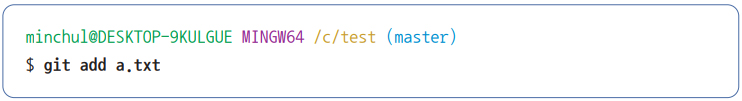 minchul@DESKTOP-9KULGUE MINGW64 /c/test (master)
$ git add a.txt